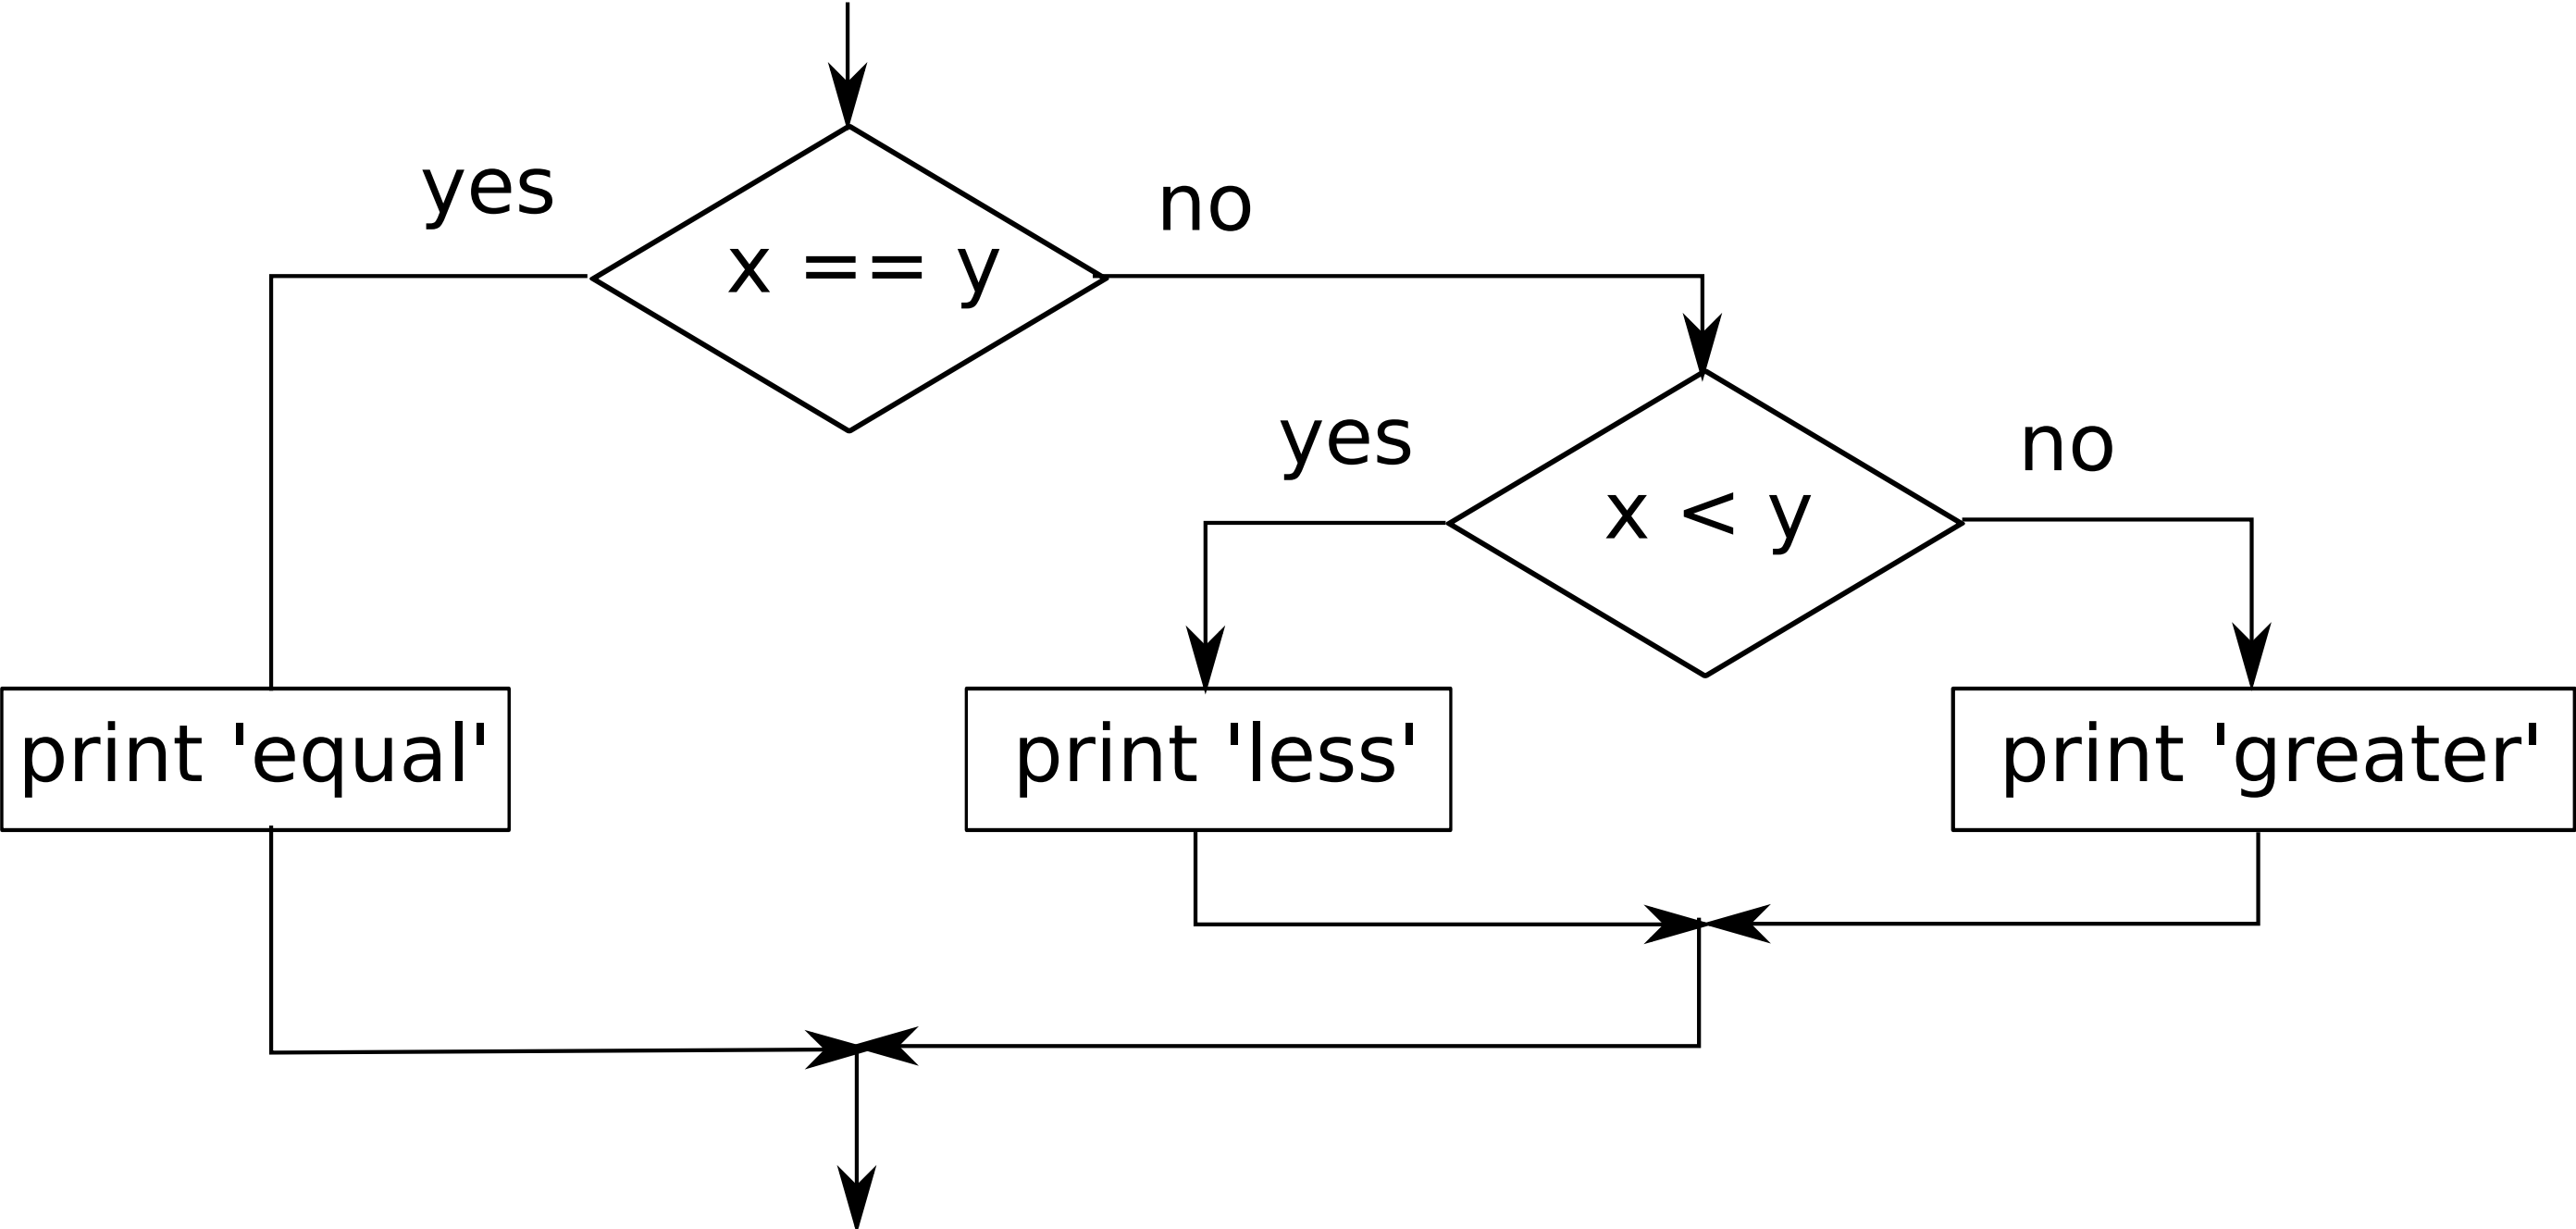 yes
no
x == y
yes
no
x < y
print 'equal'
print 'less'
print 'greater'